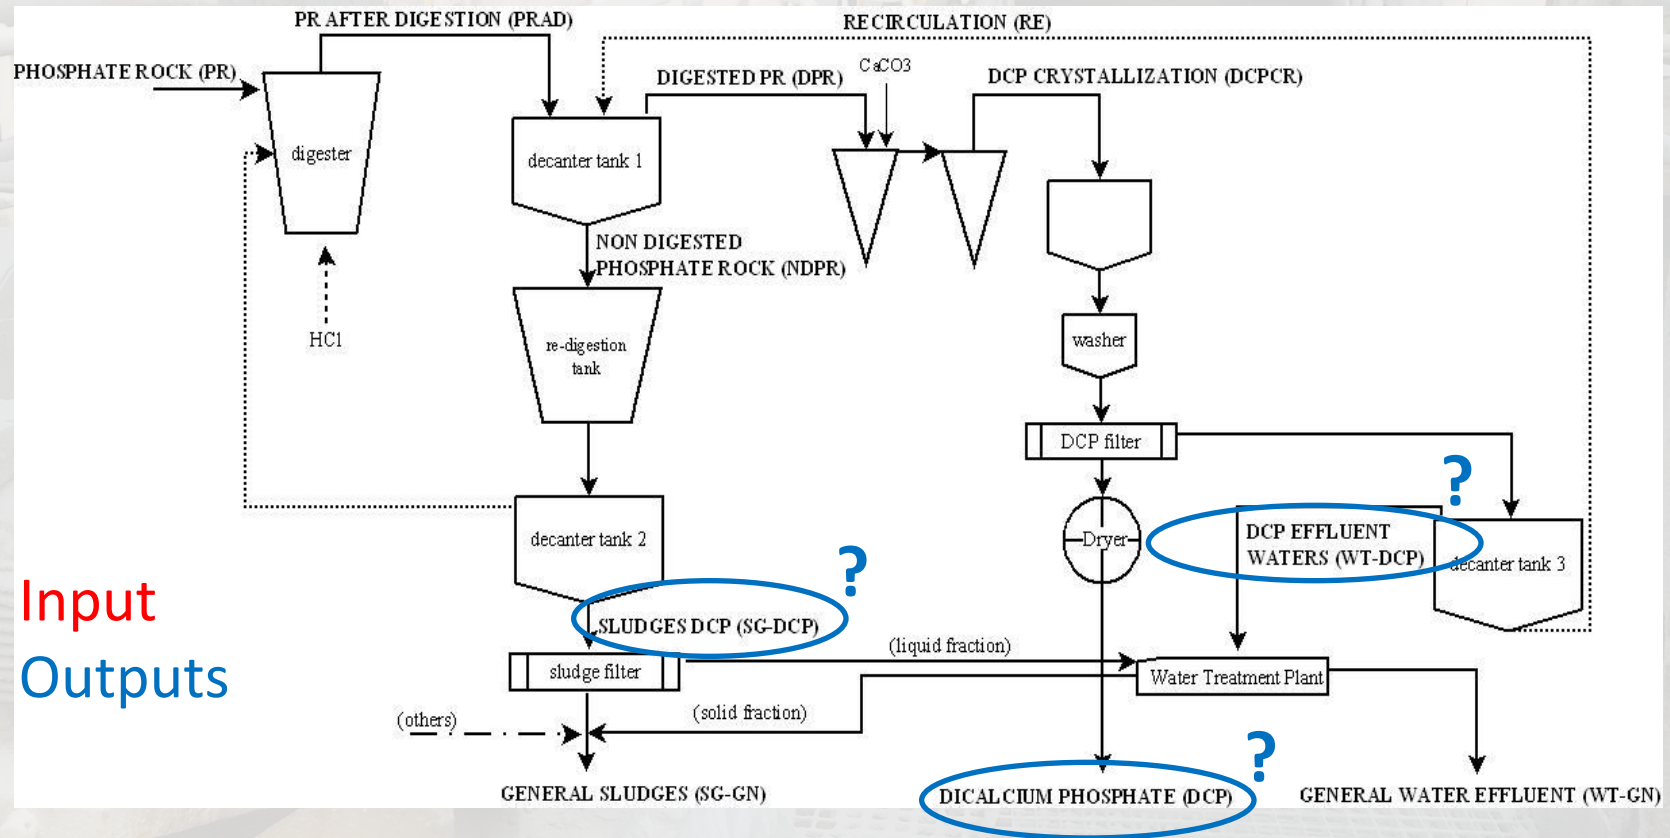 PR AFTER DIGESTION (PRAD)
RECIRCULATION (RE)
PHOSPHATE ROCK (PR)
DIGESTED PR (DPR)
CaCO3
DCP CRYSTALLIZATION (DCPCR)
digester
decanter tank 1
NON DIGESTED
PHOSPHATE ROCK (NDPR)
HCl
re-digestion
tank
washer
DCP filter
?
decanter tank 2
Dryer
DCP EFFLUENT
WATERS (WT-DCP)
decanter tank 3
?
Input
Outputs
SLUDGES DCP (SG-DCP)
(liquid fraction)
sludge filter
Water Treatment Plant
(others)
(solid fraction)
?
GENERAL SLUDGES (SG-GN)
DICALCIUM PHOSPHATE (DCP)
GENERAL WATER EFFLUENT (WT-GN)